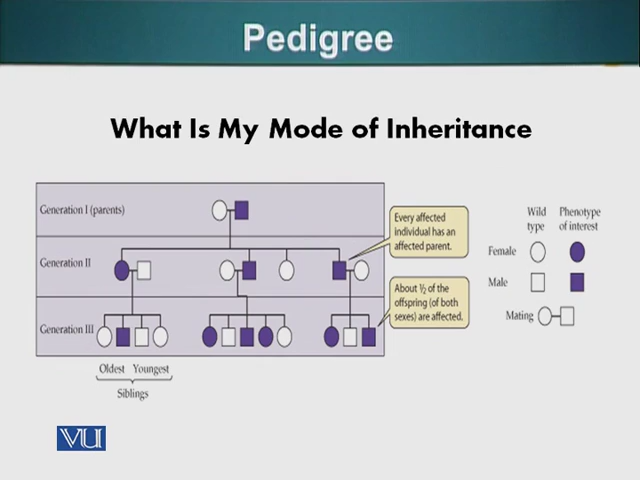 Pedigree
What Is My Mode of Inheritance
Generation I (parents)
Generation II
Generation III
Oldest Youngest
Siblings
Every affected
individual has an
affected parent.
About ½ of the
offspring (of both
sexes) are affected.
Wild
type
Phenotype
of interest
Female
Male
Mating
VU